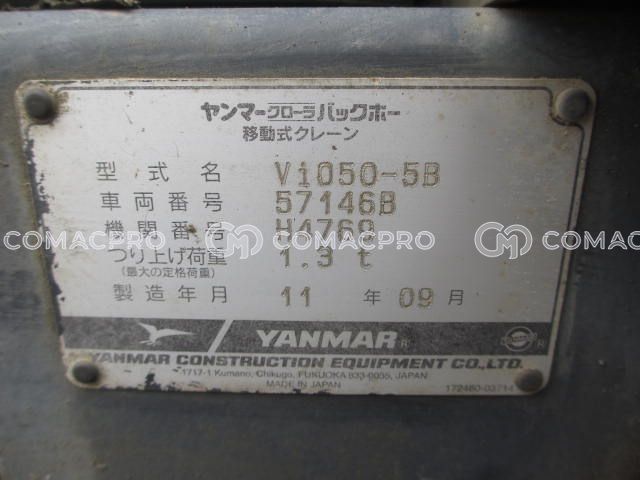 ヤンマークローラバックホー
移動式クレーン
型式名 Vi050-5B
車両番号 57146B
機関番号 H4769
COMACPRO COMACPRO COMACPRO
つり上げ荷重 1.3 t
(最大の定格荷重)
製造年月 11 年 09 月
YANMAR R R
YANMAR CONSTRUCTION EQUIPMENT CO.,LTD.
1717-1 Kumano, Chikugo, FUKUOKA 833-0055, JAPAN
MADE IN JAPAN 172460-03714